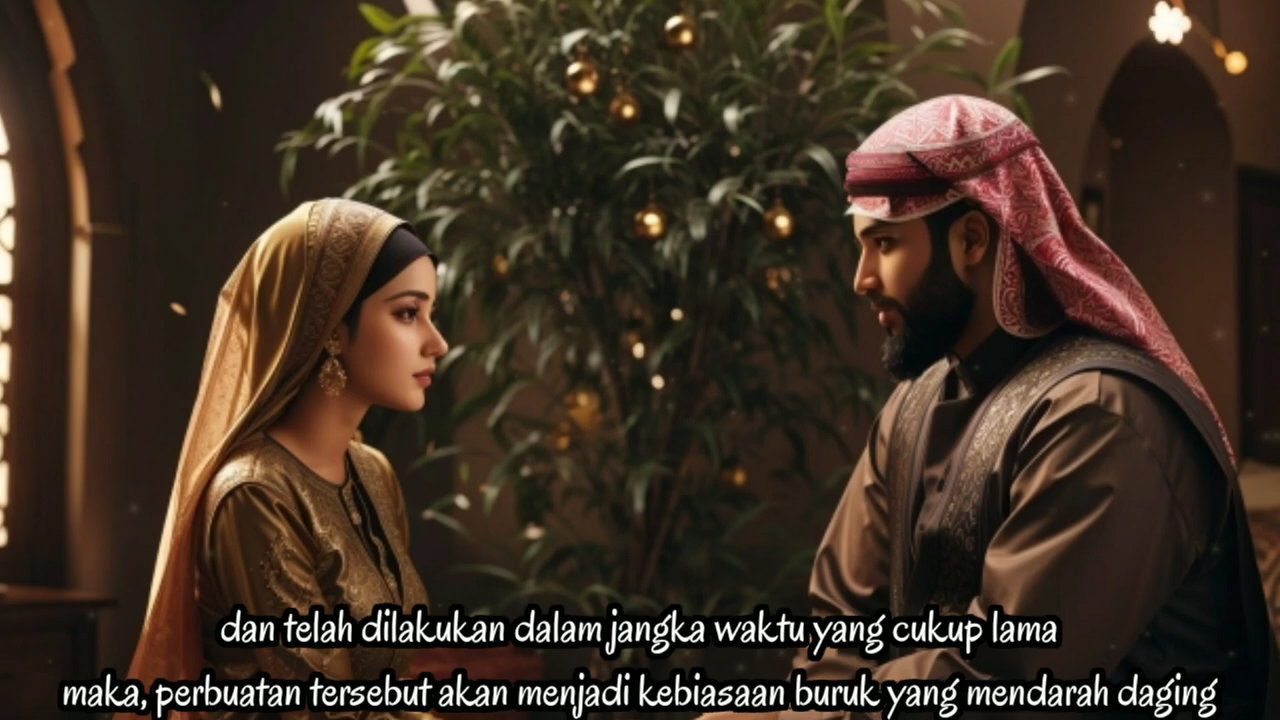 dan telah dilakukan dalam jangka waktu yang cukup lama
maka, perbuatan tersebut akan menjadi kebiasaan buruk yang mendarah daging